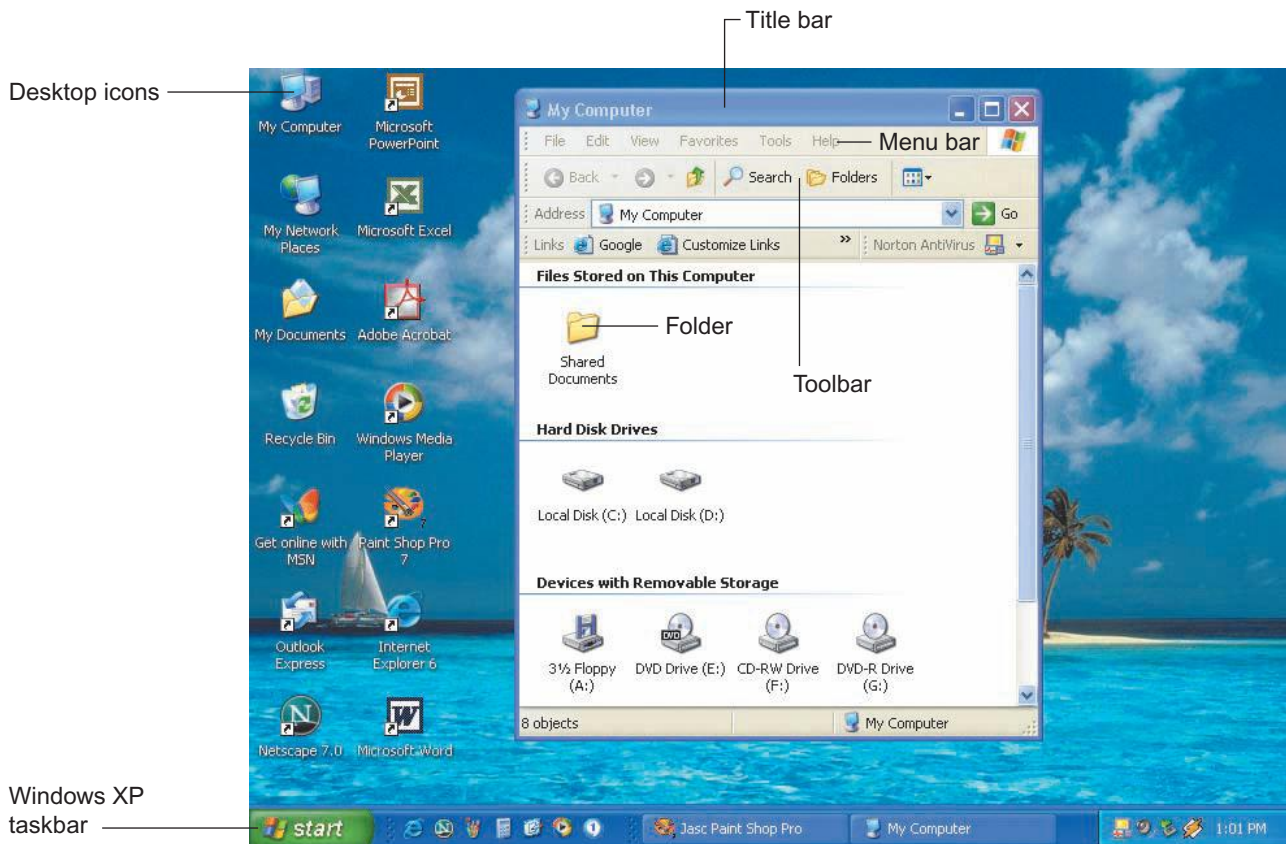 Title bar
Desktop icons
My Computer
Microsoft
PowerPoint
My Network
Places
Microsoft Excel
My Documents
Adobe Acrobat
Recycle Bin
Windows Media
Player
Get online with
MSN
Paint Shop Pro
7
7
Outlook
Express
Internet
Explorer 6
Netscape 7.0
Microsoft Word
My Computer
File Edit View Favorites Tools Help
Menu bar
Back Search Folders
Address My Computer Go
Links Google Customize Links » Norton AntiVirus
Files Stored on This Computer
Folder
Shared
Documents
Toolbar
Hard Disk Drives
Local Disk (C:) Local Disk (D:)
Devices with Removable Storage
DVD
3½ Floppy
(A:)
DVD Drive (E:)
CD-RW Drive
(F:)
DVD-R Drive
(G:)
8 objects My Computer
Windows XP
taskbar
start Jasc Paint Shop Pro My Computer 1:01 PM